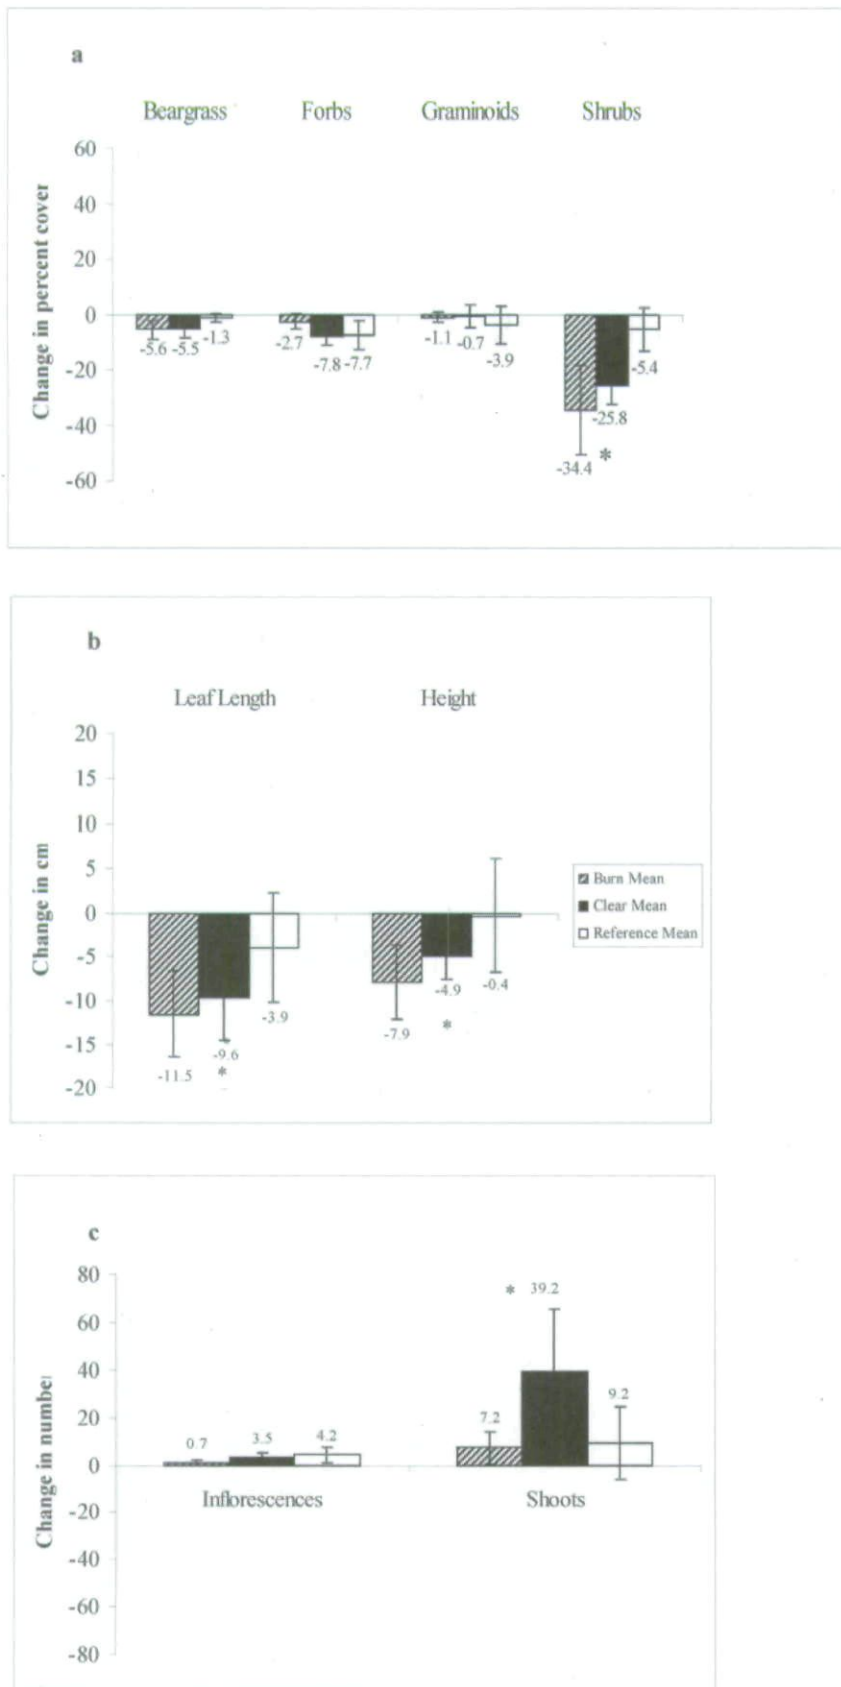 a
Beargrass Forbs Graminoids Shrubs
60
40
20
0
-20
-40
-60
Change in percent cover
-5.6 -5.5 -1.3
-2.7 -7.8 -7.7
-1.1 -0.7 -3.9
-34.4 -25.8 -5.4
*
b
Leaf Length Height
20
15
10
5
0
-5
-10
-15
-20
Change in cm
-11.5 -9.6 -3.9
*
-7.9 -4.9 -0.4
*
Burn Mean
Clear Mean
Reference Mean
c
80
60
40
20
0
-20
-40
-60
-80
Change in number
0.7 3.5 4.2
7.2 * 39.2 9.2
Inflorescences Shoots